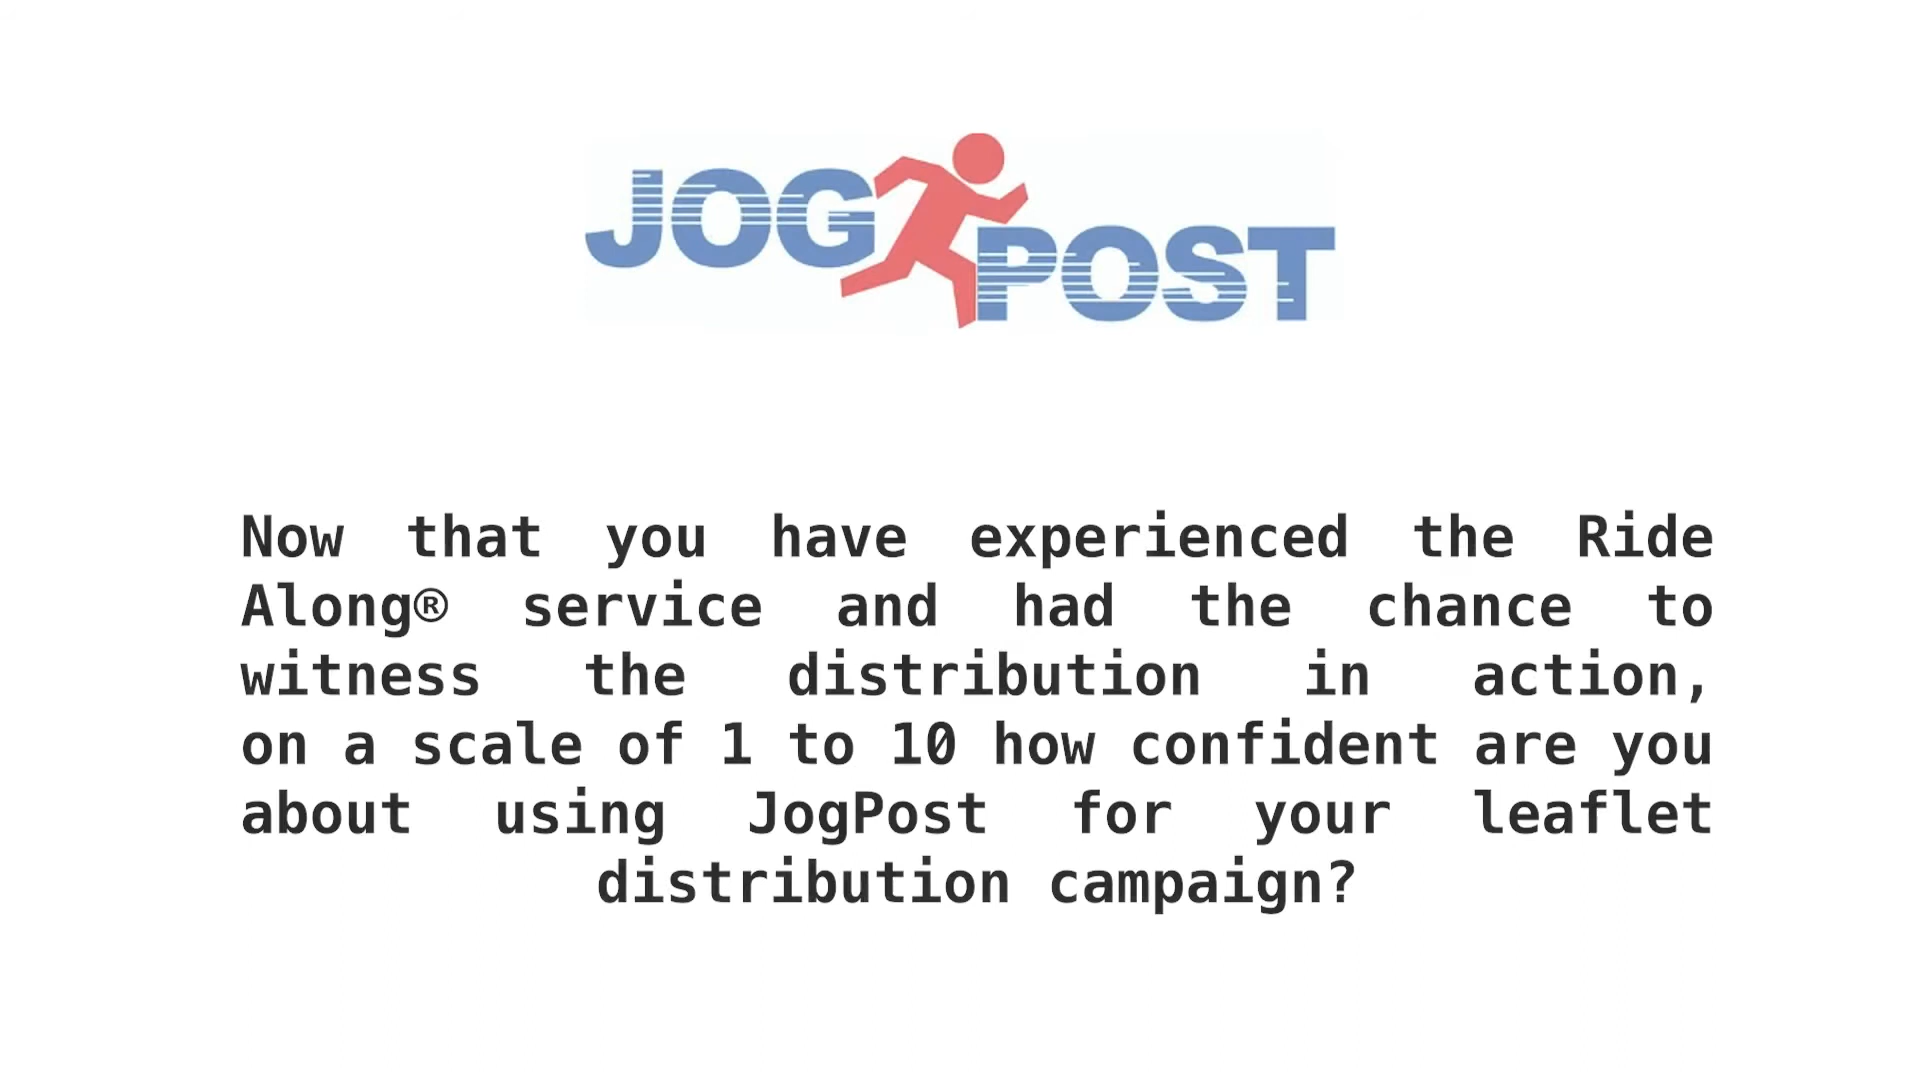 JOG POST
Now that you have experienced the Ride
Along® service and had the chance to
witness the distribution in action,
on a scale of 1 to 10 how confident are you
about using JogPost for your leaflet
distribution campaign?